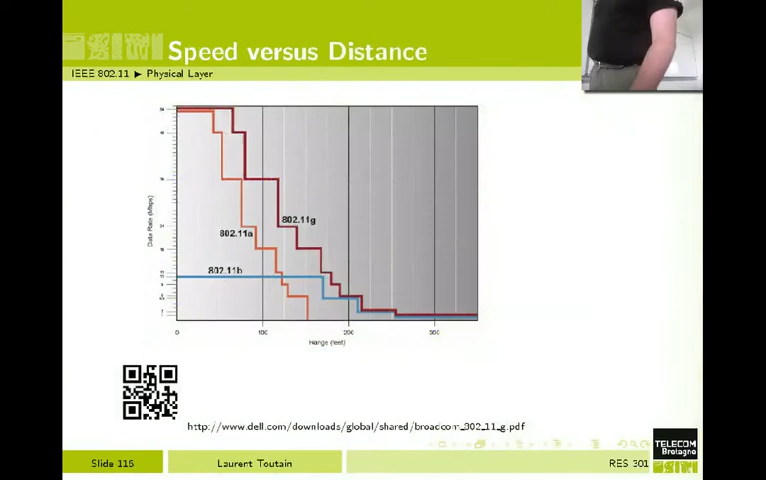 Speed versus Distance
IEEE 802.11 ▶ Physical Layer
Data Rate (Mbps)
802.11g
802.11a
802.11b
0
100
200
300
Range (feet)
http://www.dell.com/downloads/global/shared/broadcom_802_11_g.pdf
TELECOM
Bretagne
Slide 116
Laurent Toutain
RES 301